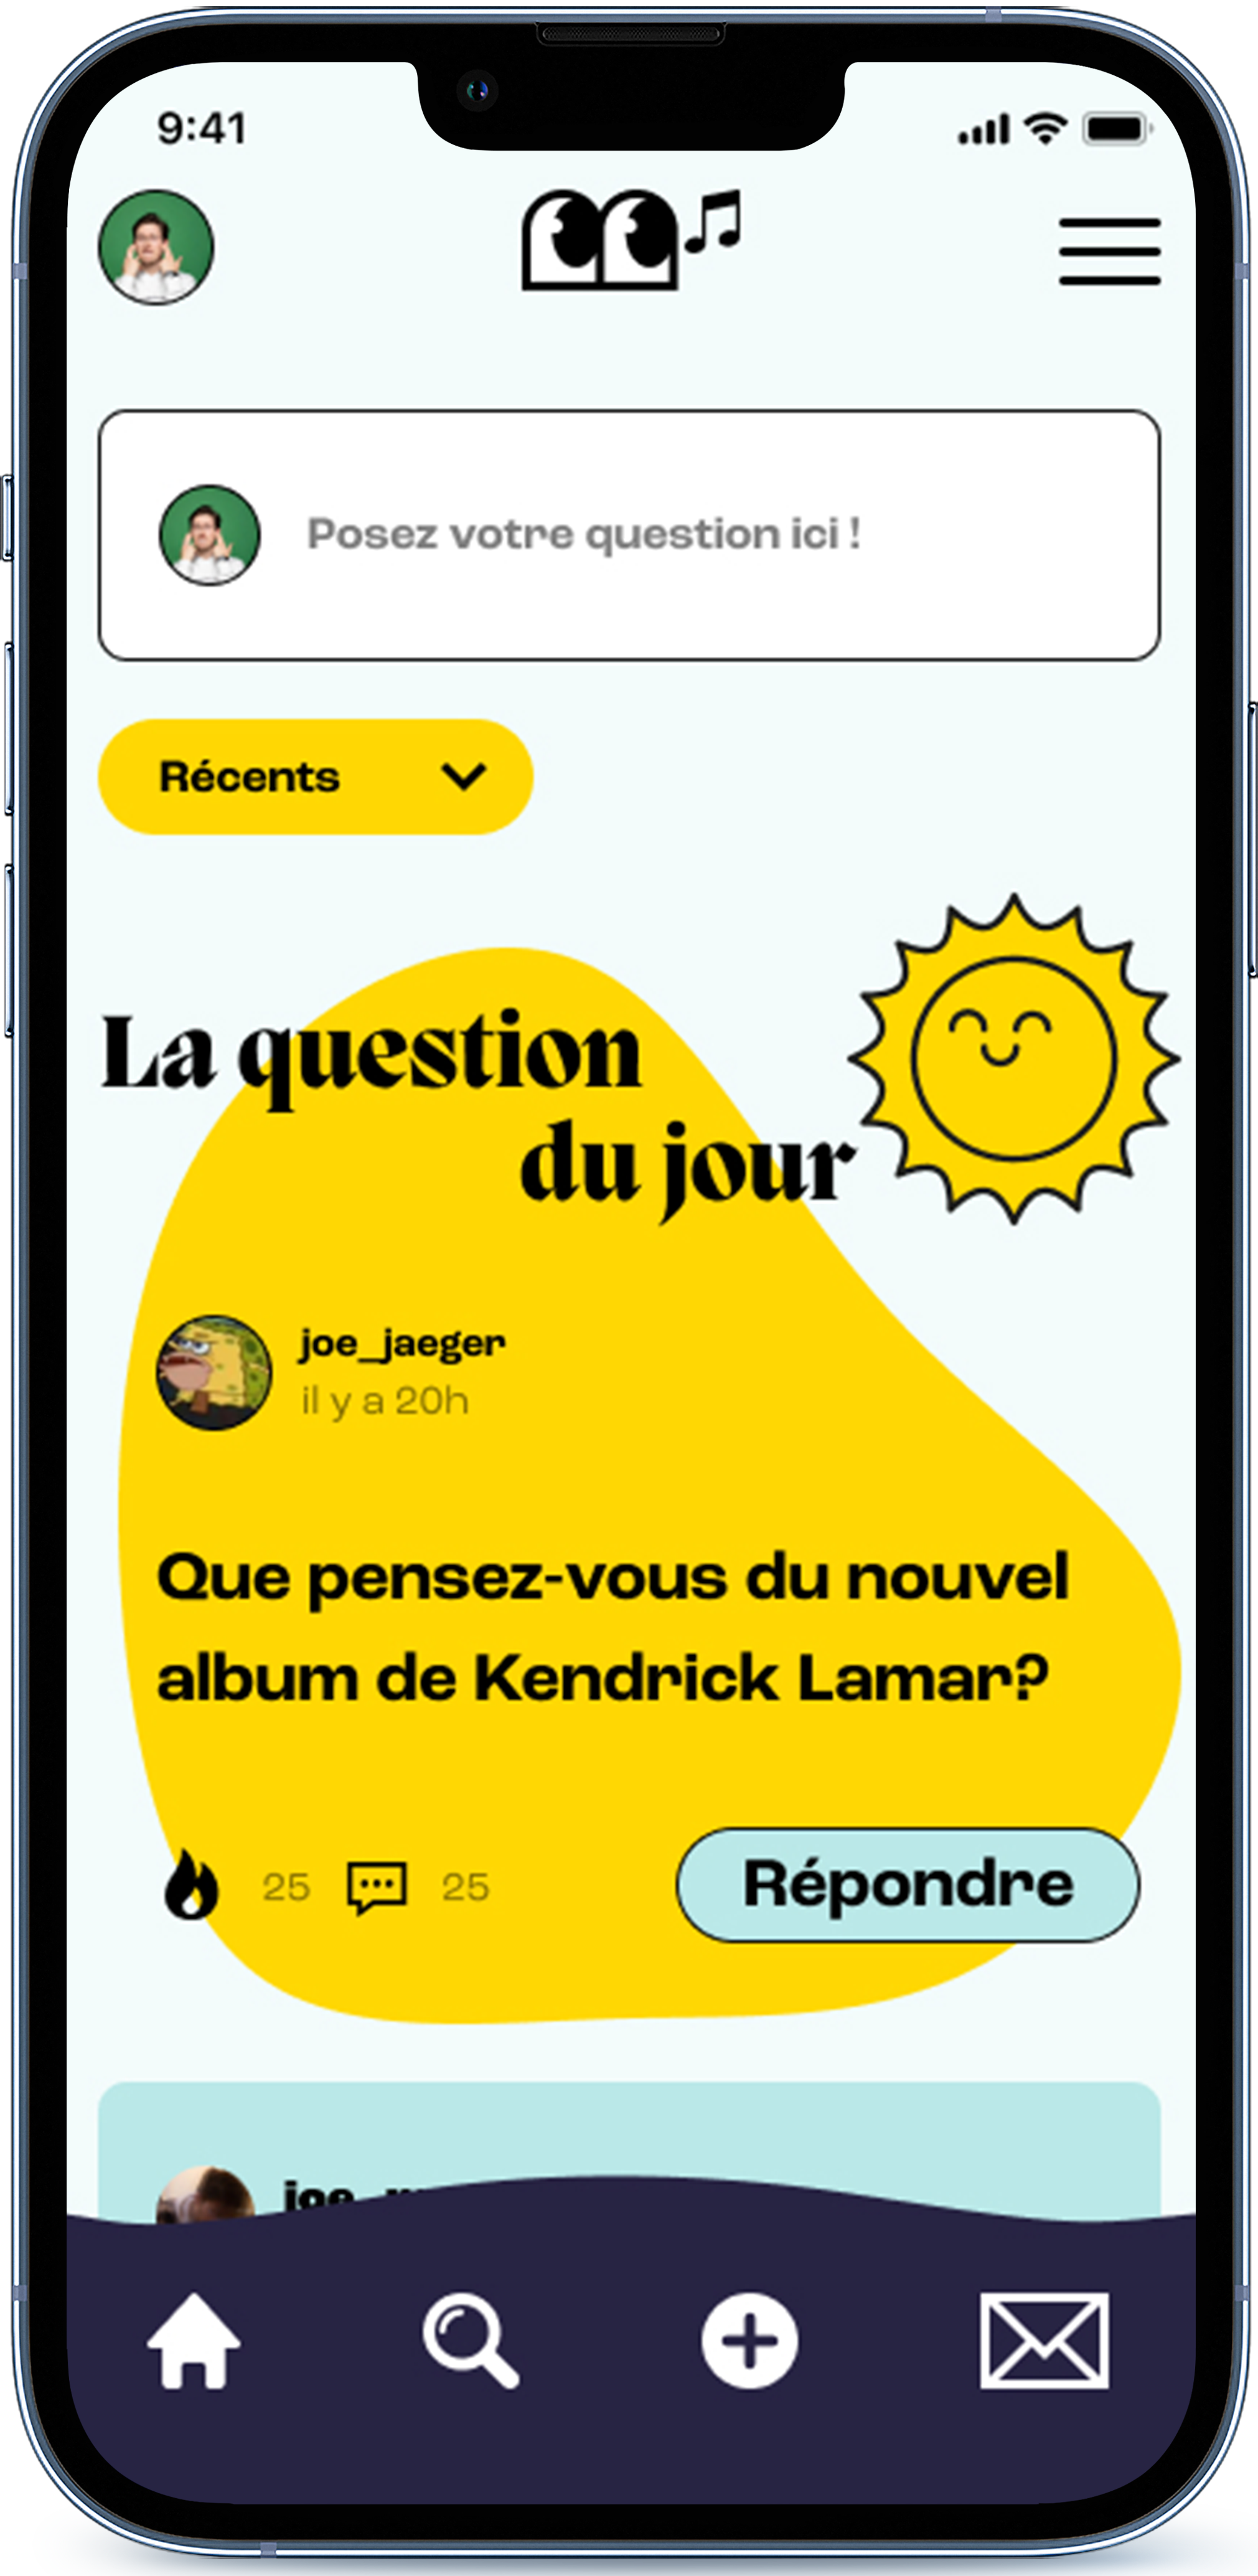 9:41
Posez votre question ici !
Récents
La question
du jour
joe_jaeger
il y a 20h
Que pensez-vous du nouvel
album de Kendrick Lamar?
25 25
Répondre